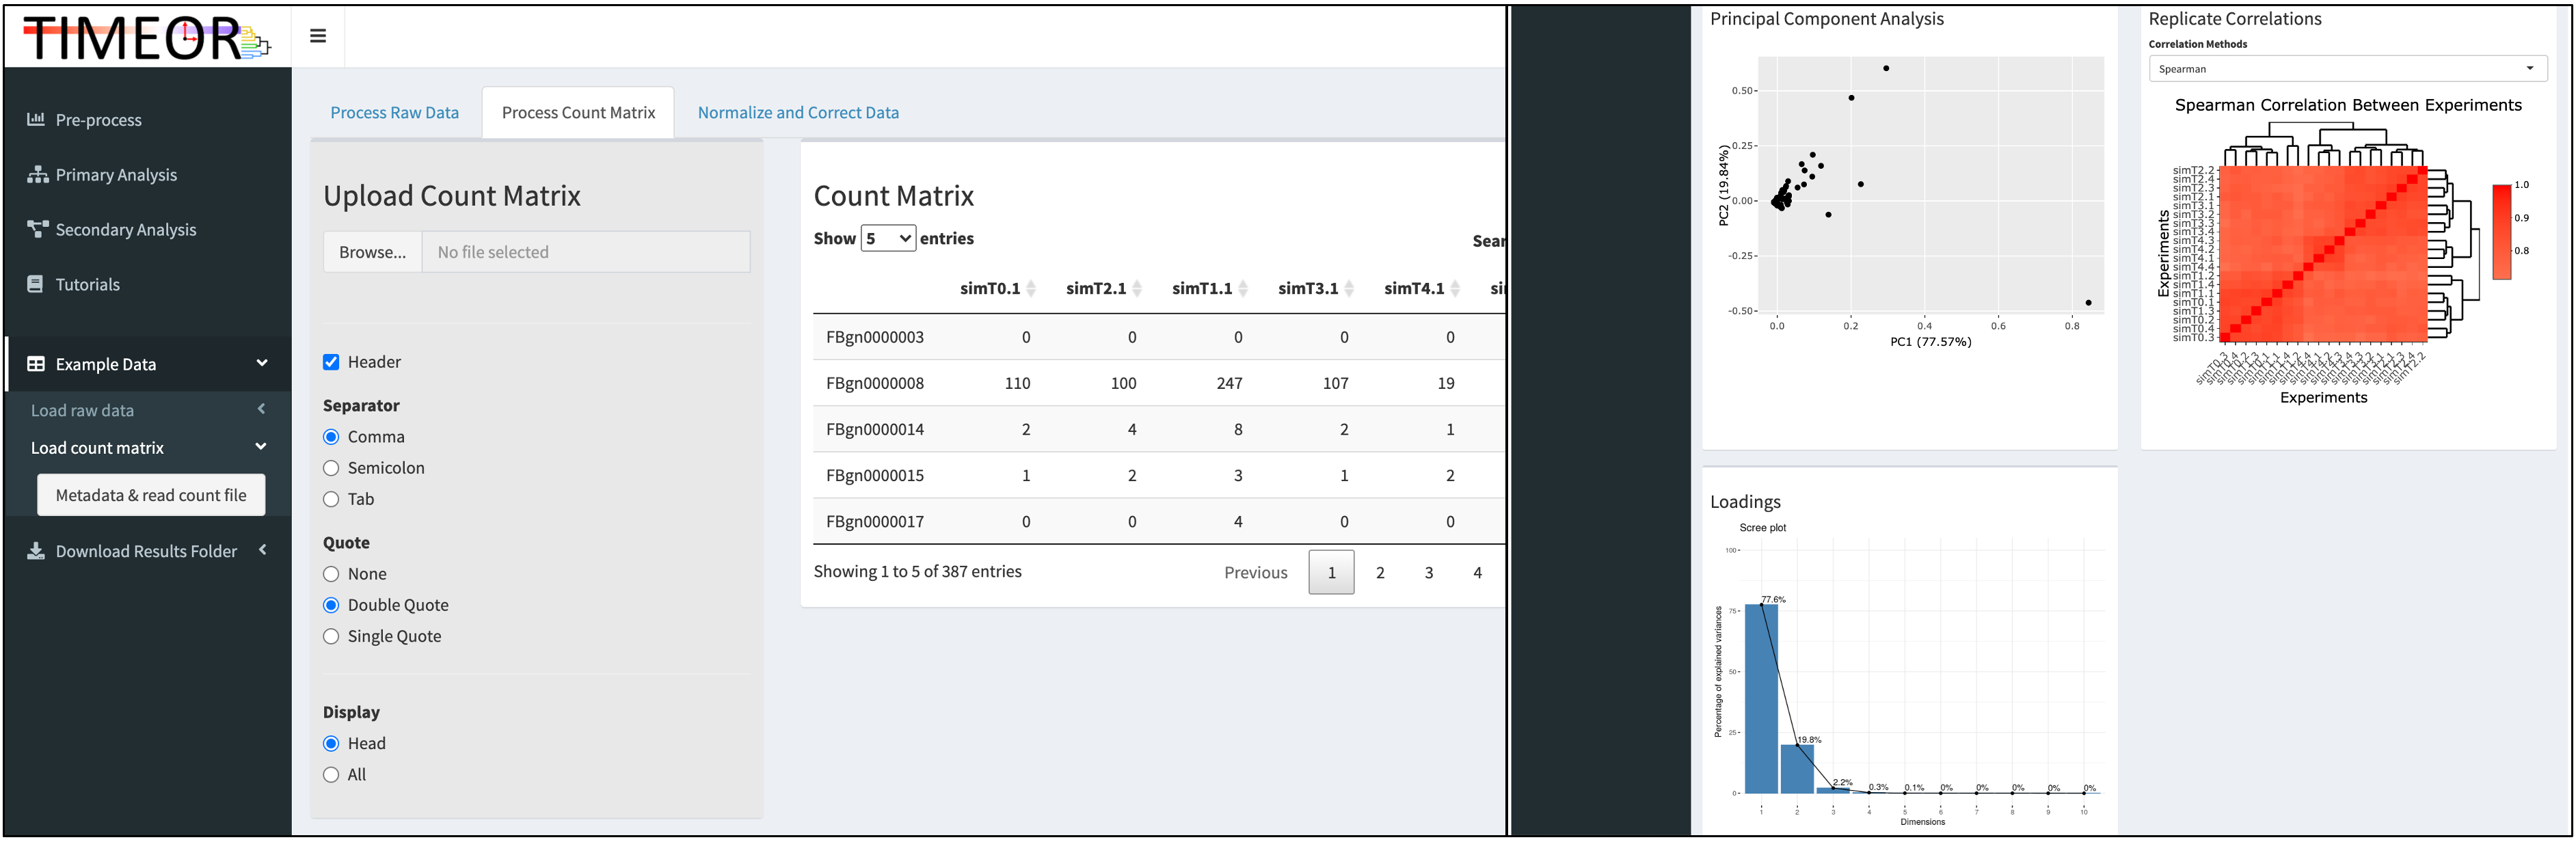 TIMEOR
Pre-process
Primary Analysis
Secondary Analysis
Tutorials
Example Data
Load raw data
Load count matrix
Metadata & read count file
Download Results Folder
Process Raw Data
Process Count Matrix
Normalize and Correct Data
Upload Count Matrix
Browse...
No file selected
Header
Separator
Comma
Semicolon
Tab
Quote
None
Double Quote
Single Quote
Display
Head
All
Count Matrix
Show 5 entries
Sear
simT0.1 simT2.1 simT1.1 simT3.1 simT4.1 si
FBgn0000003 0 0 0 0 0
FBgn0000008 110 100 247 107 19
FBgn0000014 2 4 8 2 1
FBgn0000015 1 2 3 1 2
FBgn0000017 0 0 4 0 0
Showing 1 to 5 of 387 entries
Previous 1 2 3 4
Principal Component Analysis
PC2 (19.84%)
0.50
0.25
0.00
-0.25
-0.50
0.0 0.2 0.4 0.6 0.8
PC1 (77.57%)
Replicate Correlations
Correlation Methods
Spearman
Spearman Correlation Between Experiments
Experiments
simT2.2
simT2.4
simT2.3
simT2.1
simT3.1
simT3.2
simT3.3
simT3.4
simT4.3
simT4.2
simT4.1
simT4.4
simT1.2
simT1.4
simT1.1
simT0.1
simT1.3
simT0.2
simT0.4
simT0.3
1.0
0.9
0.8
Experiments
Loadings
Scree plot
Percentage of explained variances
100
75
50
25
0
77.6%
19.8%
2.2%
0.3%
0.1%
0%
0%
0%
0%
0%
1 2 3 4 5 6 7 8 9 10
Dimensions